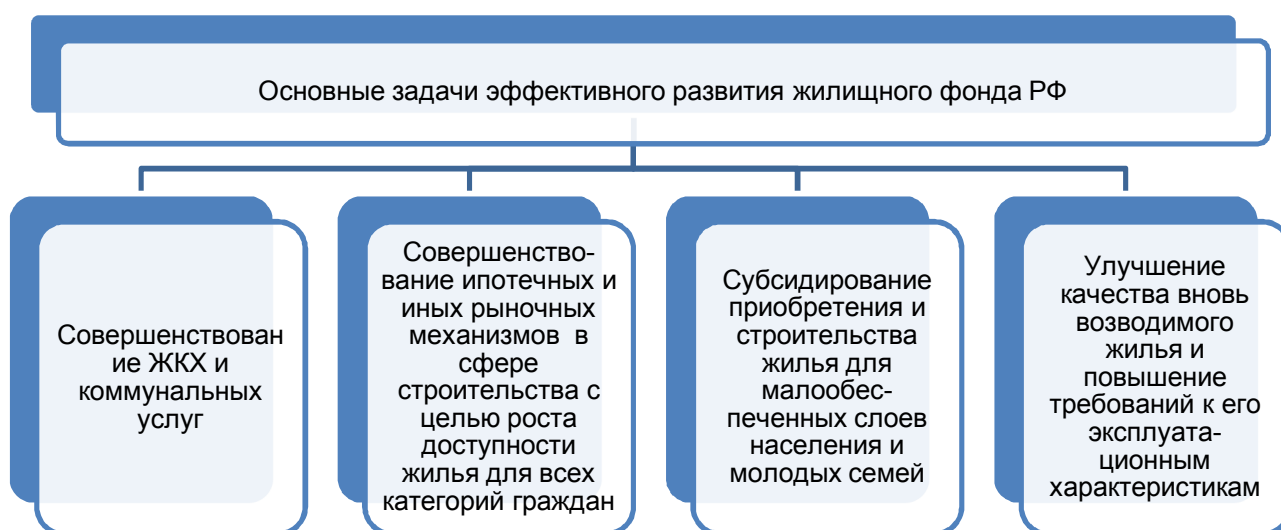 Основные задачи эффективного развития жилищного фонда РФ
Совершенствован
ие ЖКХ и
коммунальных
услуг
Совершенство-
вание ипотечных и
иных рыночных
механизмов в
сфере
строительства с
целью роста
доступности
жилья для всех
категорий граждан
Субсидирование
приобретения и
строительства
жилья для
малообес-
печенных слоев
населения и
молодых семей
Улучшение
качества вновь
возводимого
жилья и
повышение
требований к его
эксплуата-
ционным
характеристикам